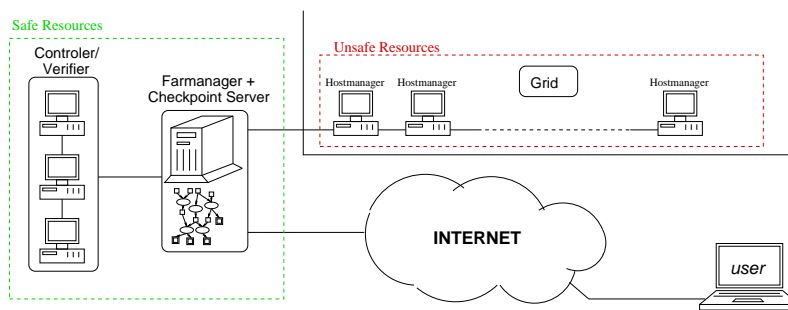 Safe Resources
Controler/
Verifier
Farmanager +
Checkpoint Server
Unsafe Resources
Hostmanager
Hostmanager
Grid
Hostmanager
INTERNET
user